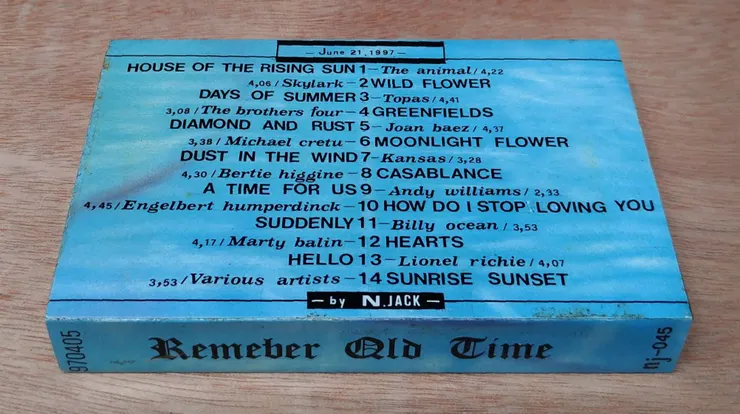 — June 21,1997 —
HOUSE OF THE RISING SUN 1 – The animal / 4,22
4,06 / Skylark – 2 WILD FLOWER
DAYS OF SUMMER 3 – Topas / 4,41
3,08 / The brothers four – 4 GREENFIELDS
DIAMOND AND RUST 5 – Joan baez / 4,37
3,38 / Michael cretu – 6 MOONLIGHT FLOWER
DUST IN THE WIND 7 – Kansas / 3,28
4,30 / Bertie higgine – 8 CASABLANCE
A TIME FOR US 9 – Andy williams / 2,33
4,45 / Engelbert humperdinck – 10 HOW DO I STOP LOVING YOU
SUDDENLY 11 – Billy ocean / 3,53
4,17 / Marty balin – 12 HEARTS
HELLO 13 – Lionel richie / 4,07
3,53 / Various artists – 14 SUNRISE SUNSET
— by N.JACK —
970405
Remeber Old Time
nj-045